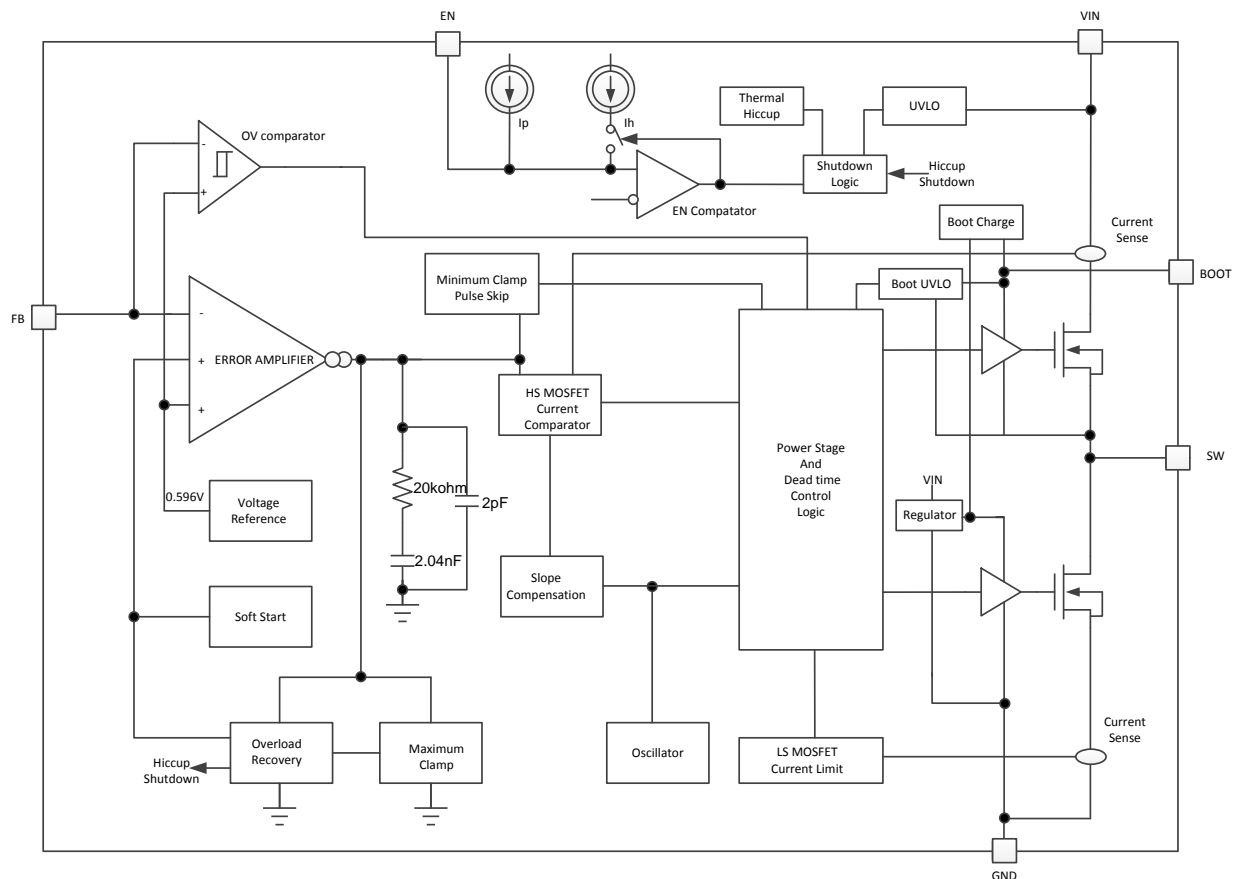 EN
VIN
Thermal
Hiccup
UVLO
Ip
Ih
OV comparator
-
+
Shutdown
Logic
Hiccup
Shutdown
EN Compatator
Boot Charge
Current
Sense
BOOT
Minimum Clamp
Pulse Skip
Boot UVLO
FB
-
+
+
ERROR AMPLIFIER
HS MOSFET
Current
Comparator
Power Stage
And
Dead time
Control
Logic
SW
VIN
Regulator
0.596V
Voltage
Reference
20kohm
2pF
2.04nF
Slope
Compensation
Soft Start
Overload
Recovery
Maximum
Clamp
Hiccup
Shutdown
Oscillator
LS MOSFET
Current Limit
Current
Sense
GND